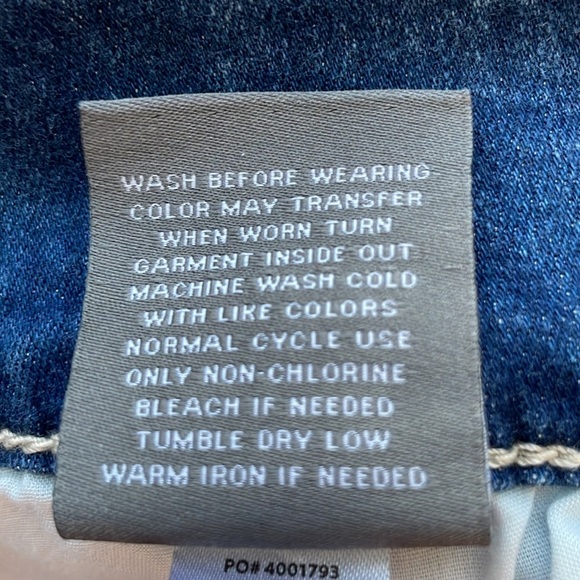 WASH BEFORE WEARING
COLOR MAY TRANSFER
WHEN WORN TURN
GARMENT INSIDE OUT
MACHINE WASH COLD
WITH LIKE COLORS
NORMAL CYCLE USE
ONLY NON-CHLORINE
BLEACH IF NEEDED
TUMBLE DRY LOW
WARM IRON IF NEEDED
PO# 4001793